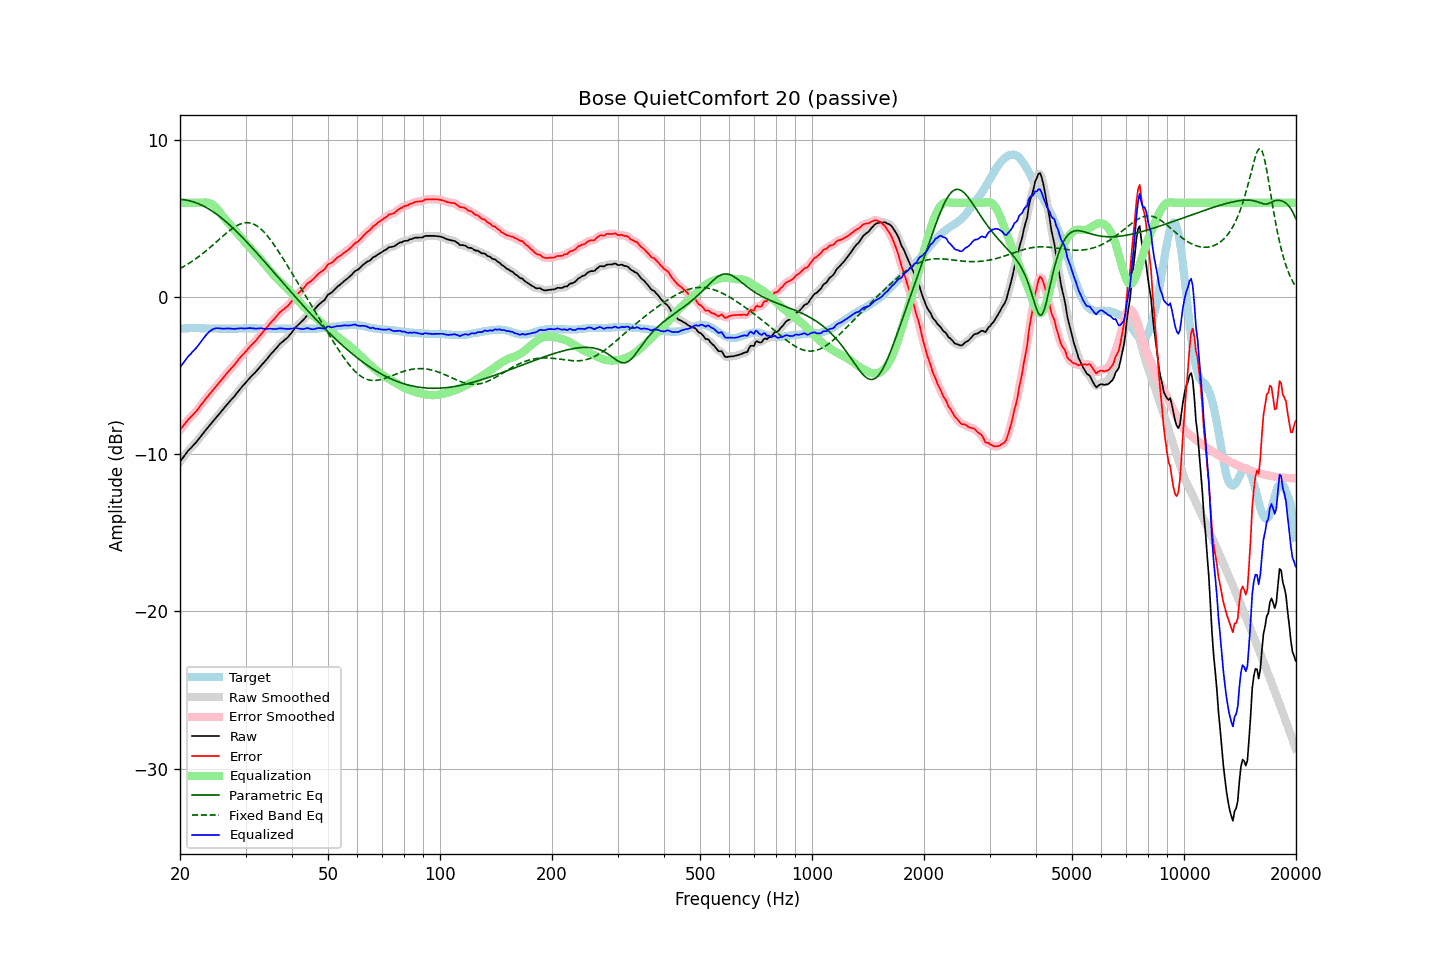 Bose QuietComfort 20 (passive)
Amplitude (dBr)
10
0
−10
−20
−30
Target
Raw Smoothed
Error Smoothed
Raw
Error
Equalization
Parametric Eq
Fixed Band Eq
Equalized
20 50 100 200 500 1000 2000 5000 10000 20000
Frequency (Hz)